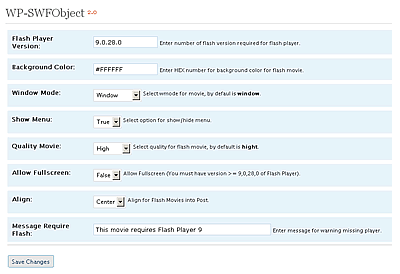 WP-SWFObject 2.0
Flash Player Version: 9.0.28.0 Enter number of flash version required for flash player.
Background Color: #FFFFFF Enter HEX number for background color for flash movie.
Window Mode: Window Select wmode for movie, by defaul is window.
Show Menu: True Select option for show/hide menu.
Quality Movie: High Select quality for flash movie, by default is hight.
Allow Fullscreen: False Allow Fullscreen (You must have version >= 9,0,28,0 of Flash Player).
Align: Center Align for Flash Movies into Post.
Message Require Flash: This movie requires Flash Player 9 Enter message for warning missing player.
Save Changes